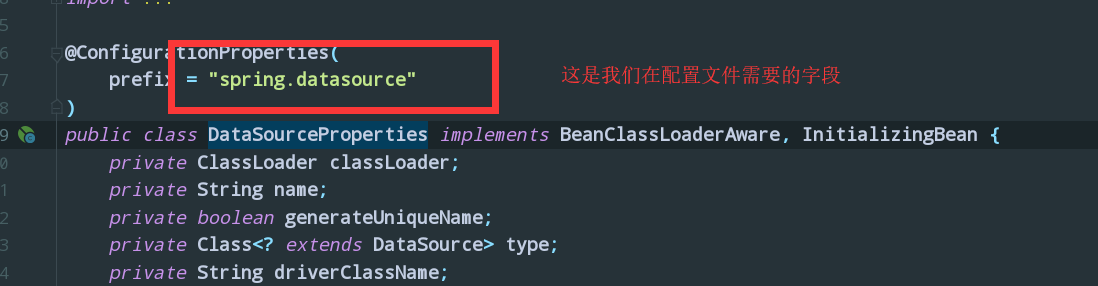 import ...
5
6 @ConfigurationProperties(
7 prefix = "spring.datasource"
这是我们在配置文件需要的字段
8 )
9 public class DataSourceProperties implements BeanClassLoaderAware, InitializingBean {
0 private ClassLoader classLoader;
1 private String name;
2 private boolean generateUniqueName;
3 private Class<? extends DataSource> type;
4 private String driverClassName;